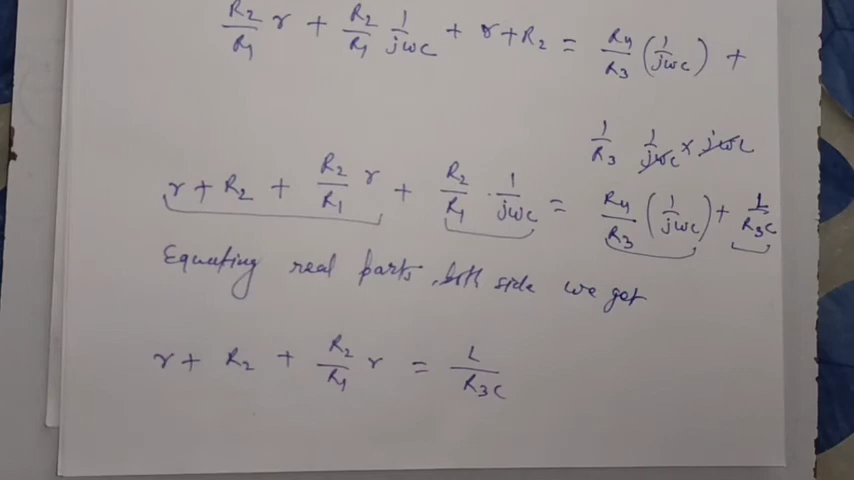 R2/R1 r + R2/R1 1/jωc + r + R2 = R4/R3 (1/jωc) +
1/R3 1/jωc × jωL
r + R2 + R2/R1 r + R2/R1 · 1/jωc = R4/R3 (1/jωc) + L/R3c
Equating real parts both side we get
r + R2 + R2/R1 r = L/R3c